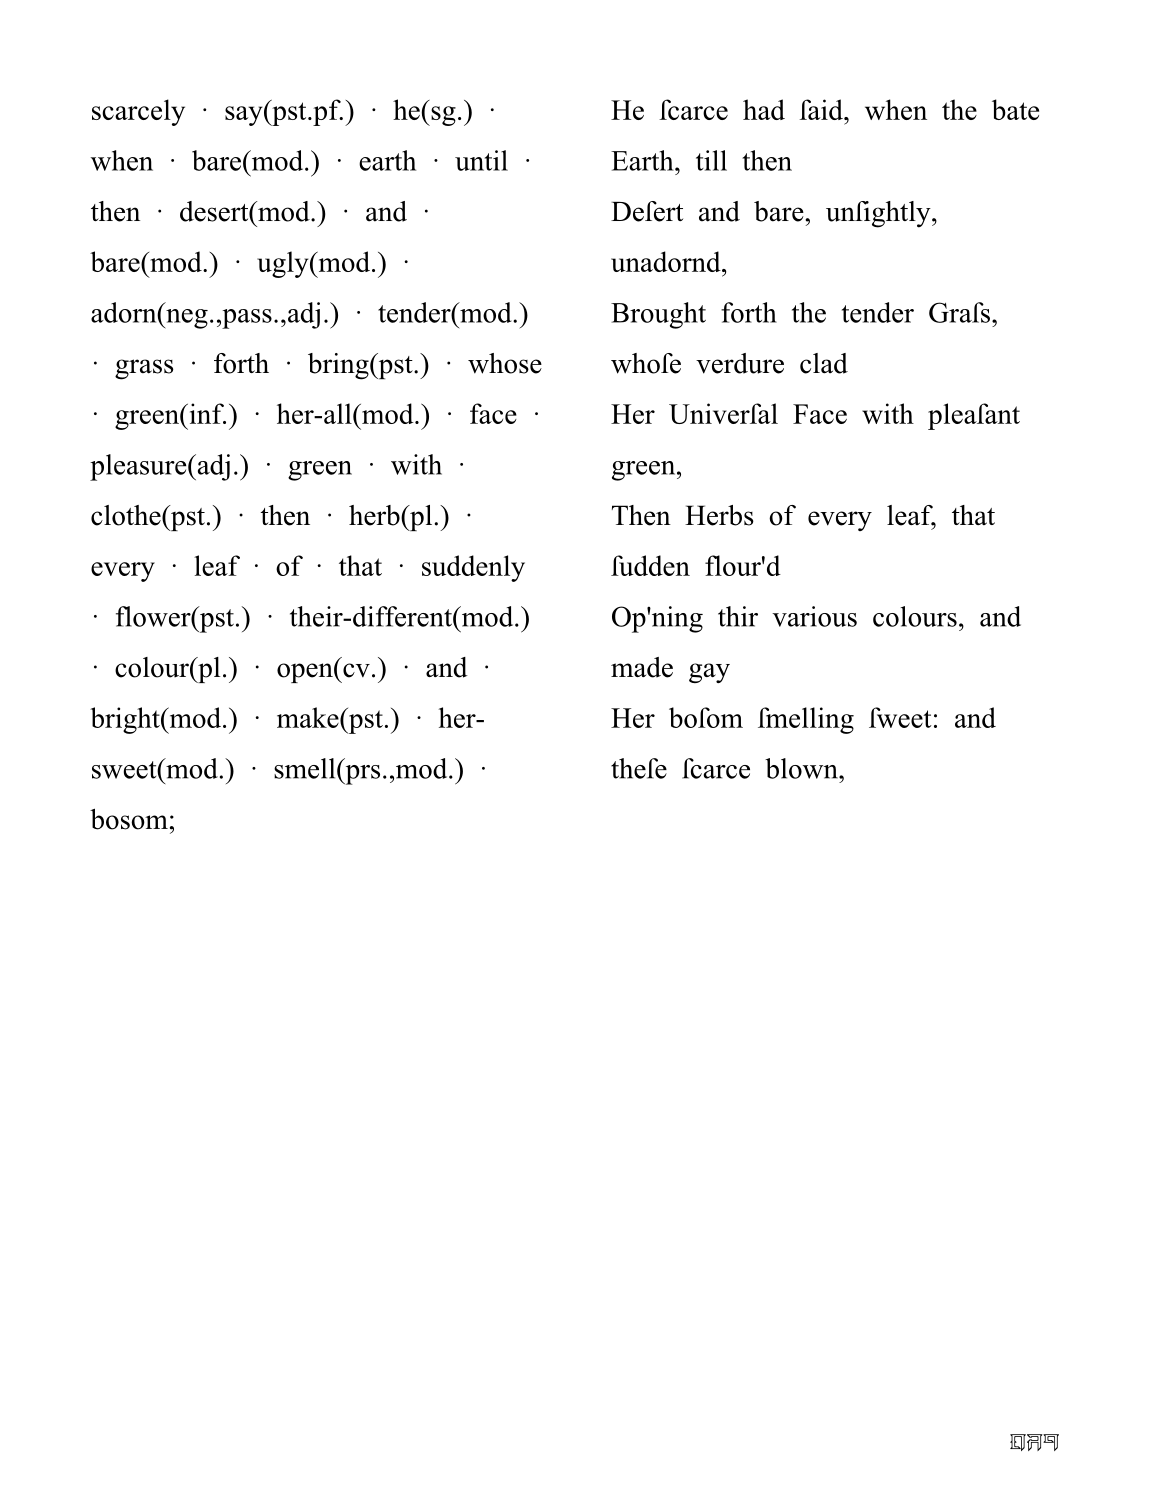 scarcely · say(pst.pf.) · he(sg.) ·
when · bare(mod.) · earth · until ·
then · desert(mod.) · and ·
bare(mod.) · ugly(mod.) ·
adorn(neg.,pass.,adj.) · tender(mod.)
· grass · forth · bring(pst.) · whose
· green(inf.) · her-all(mod.) · face ·
pleasure(adj.) · green · with ·
clothe(pst.) · then · herb(pl.) ·
every · leaf · of · that · suddenly
· flower(pst.) · their-different(mod.)
· colour(pl.) · open(cv.) · and ·
bright(mod.) · make(pst.) · her-
sweet(mod.) · smell(prs.,mod.) ·
bosom;
He ſcarce had ſaid, when the bate
Earth, till then
Deſert and bare, unſightly,
unadornd,
Brought forth the tender Graſs,
whoſe verdure clad
Her Univerſal Face with pleaſant
green,
Then Herbs of every leaf, that
ſudden flour'd
Op'ning thir various colours, and
made gay
Her boſom ſmelling ſweet: and
theſe ſcarce blown,